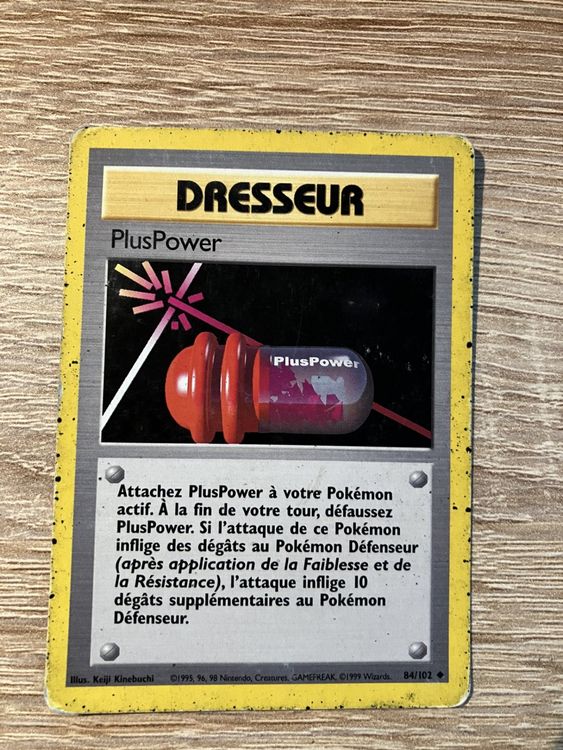 DRESSEUR
PlusPower
PlusPower
Attachez PlusPower à votre Pokémon
actif. À la fin de votre tour, défaussez
PlusPower. Si l'attaque de ce Pokémon
inflige des dégâts au Pokémon Défenseur
(après application de la Faiblesse et de
la Résistance), l'attaque inflige 10
dégâts supplémentaires au Pokémon
Défenseur.
Illus. Keiji Kinebuchi ©1995, 96, 98 Nintendo, Creatures, GAMEFREAK. ©1999 Wizards. 84/102